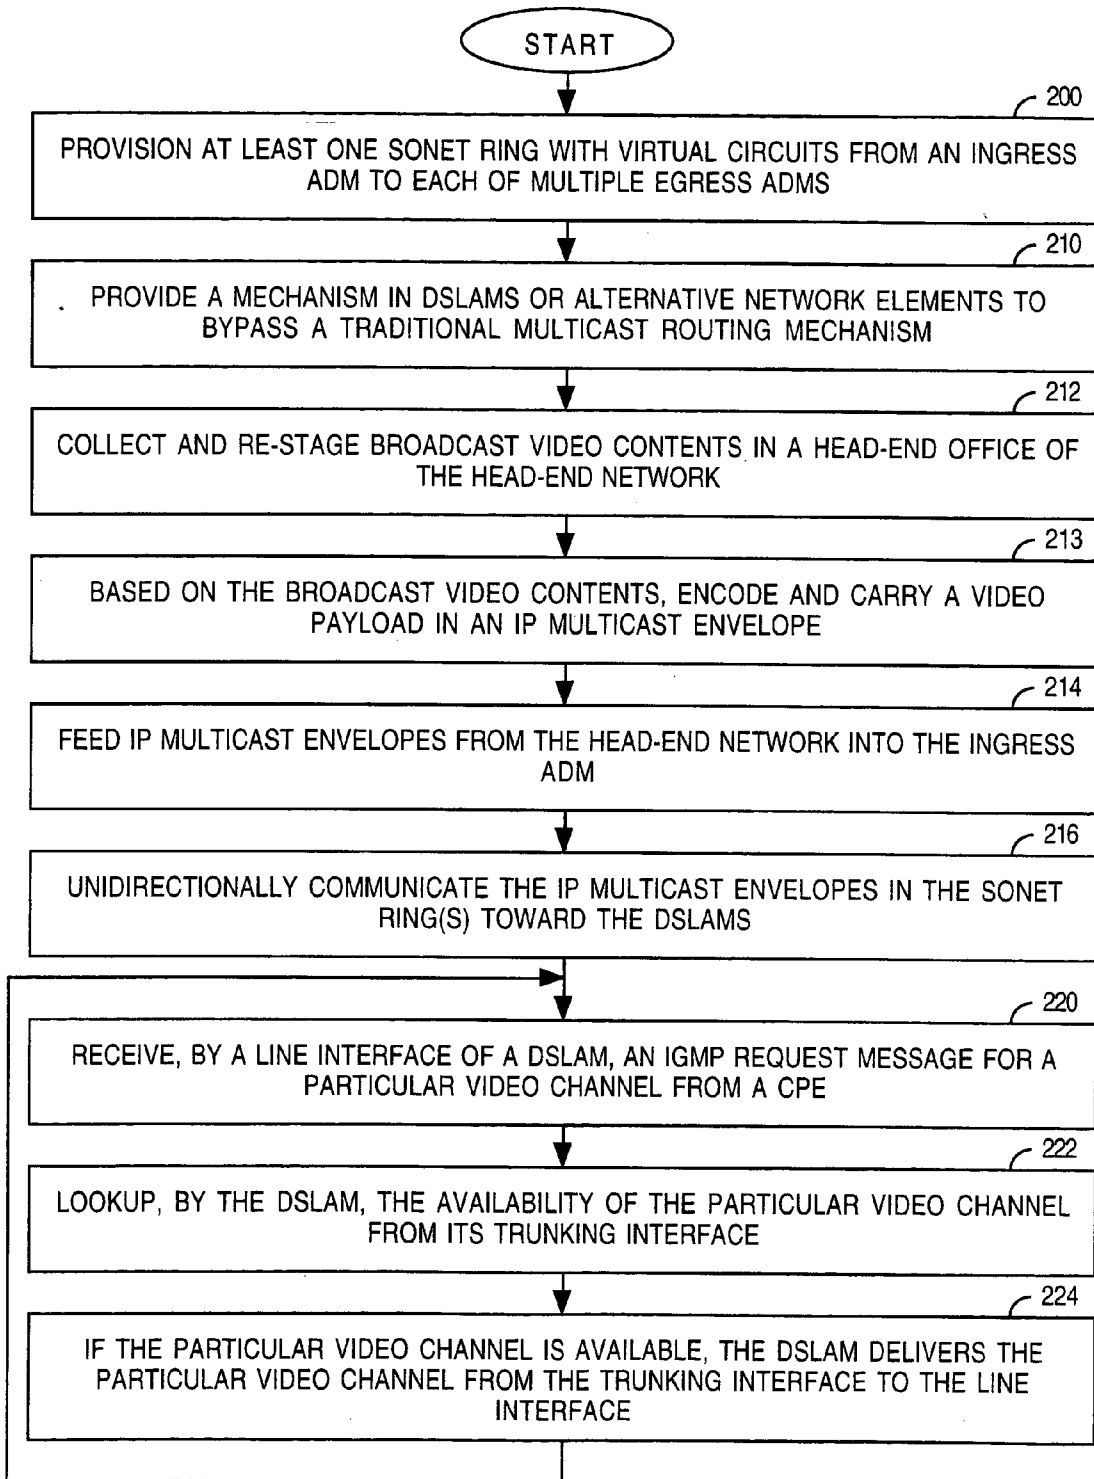 START
200
PROVISION AT LEAST ONE SONET RING WITH VIRTUAL CIRCUITS FROM AN INGRESS
ADM TO EACH OF MULTIPLE EGRESS ADMS
210
PROVIDE A MECHANISM IN DSLAMS OR ALTERNATIVE NETWORK ELEMENTS TO
BYPASS A TRADITIONAL MULTICAST ROUTING MECHANISM
212
COLLECT AND RE-STAGE BROADCAST VIDEO CONTENTS IN A HEAD-END OFFICE OF
THE HEAD-END NETWORK
213
BASED ON THE BROADCAST VIDEO CONTENTS, ENCODE AND CARRY A VIDEO
PAYLOAD IN AN IP MULTICAST ENVELOPE
214
FEED IP MULTICAST ENVELOPES FROM THE HEAD-END NETWORK INTO THE INGRESS
ADM
216
UNIDIRECTIONALLY COMMUNICATE THE IP MULTICAST ENVELOPES IN THE SONET
RING(S) TOWARD THE DSLAMS
220
RECEIVE, BY A LINE INTERFACE OF A DSLAM, AN IGMP REQUEST MESSAGE FOR A
PARTICULAR VIDEO CHANNEL FROM A CPE
222
LOOKUP, BY THE DSLAM, THE AVAILABILITY OF THE PARTICULAR VIDEO CHANNEL
FROM ITS TRUNKING INTERFACE
224
IF THE PARTICULAR VIDEO CHANNEL IS AVAILABLE, THE DSLAM DELIVERS THE
PARTICULAR VIDEO CHANNEL FROM THE TRUNKING INTERFACE TO THE LINE
INTERFACE